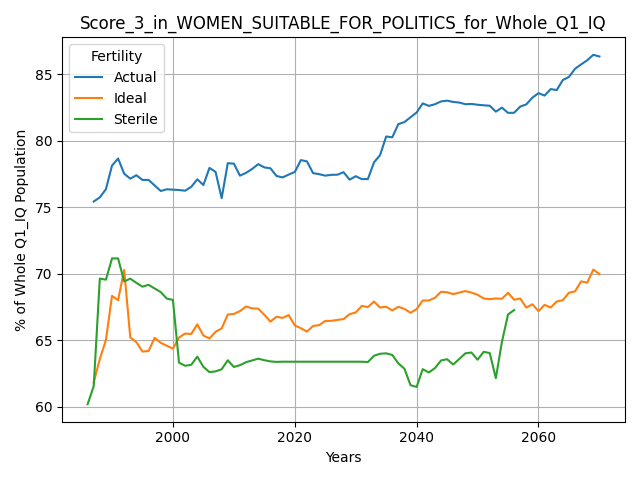 Score_3_in_WOMEN_SUITABLE_FOR_POLITICS_for_Whole_Q1_IQ
Fertility
Actual
Ideal
Sterile
% of Whole Q1_IQ Population
85
80
75
70
65
60
2000
2020
2040
2060
Years